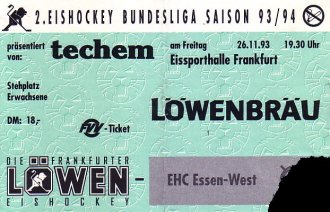 2.EISHOCKEY BUNDESLIGA SAISON 93/94
präsentiert von: techem
am Freitag 26.11.93 19.30 Uhr
Eissporthalle Frankfurt
Stehplatz
Erwachsene
DM: 18,-
LÖWENBRÄU
FVV-Ticket
DIE FRANKFURTER
LÖWEN -
EISHOCKEY
EHC Essen-West